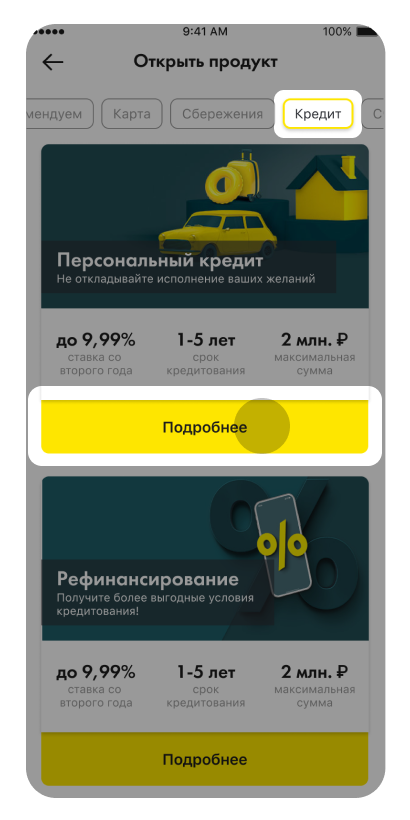 9:41 AM 100%
Открыть продукт
мендуем Карта Сбережения Кредит С
Персональный кредит
Не откладывайте исполнение ваших желаний
до 9,99% 1-5 лет 2 млн. ₽
ставка со срок максимальная
второго года кредитования сумма
Подробнее
%
Рефинансирование
Получите более выгодные условия
кредитования!
до 9,99% 1-5 лет 2 млн. ₽
ставка со срок максимальная
второго года кредитования сумма
Подробнее